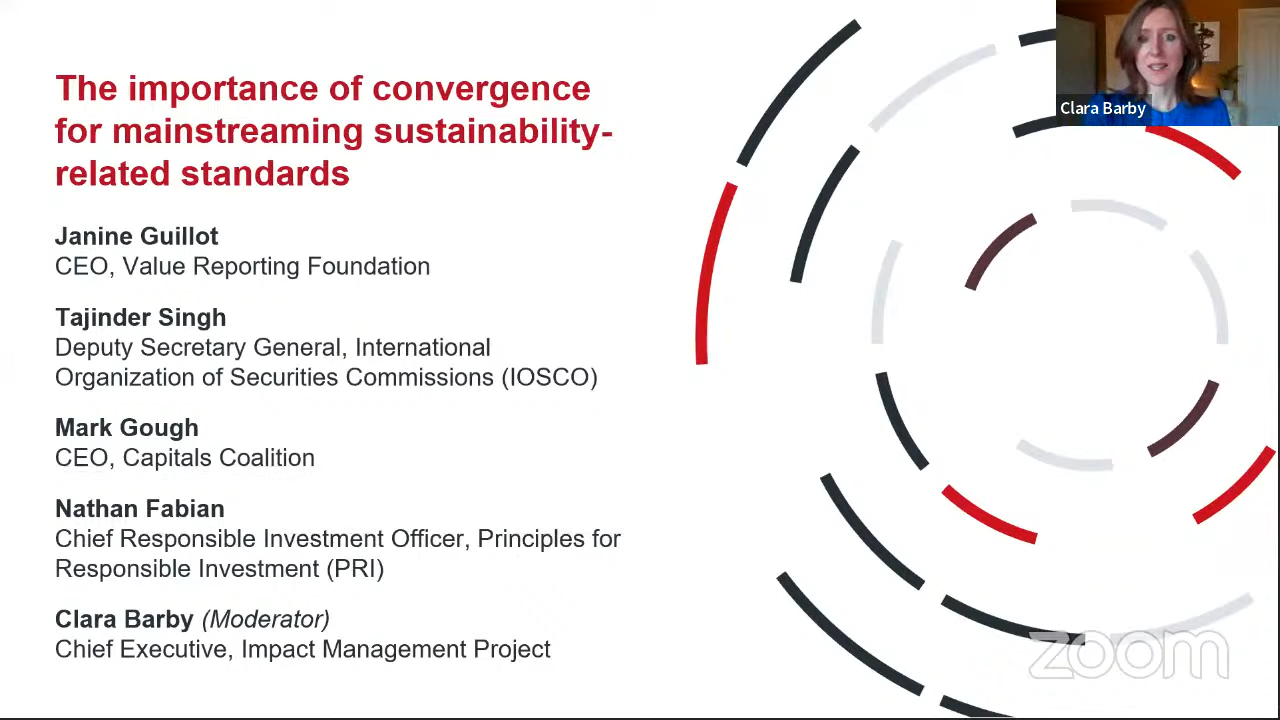 The importance of convergence
for mainstreaming sustainability-
related standards
Janine Guillot
CEO, Value Reporting Foundation
Tajinder Singh
Deputy Secretary General, International
Organization of Securities Commissions (IOSCO)
Mark Gough
CEO, Capitals Coalition
Nathan Fabian
Chief Responsible Investment Officer, Principles for
Responsible Investment (PRI)
Clara Barby (Moderator)
Chief Executive, Impact Management Project
Clara Barby
zoom